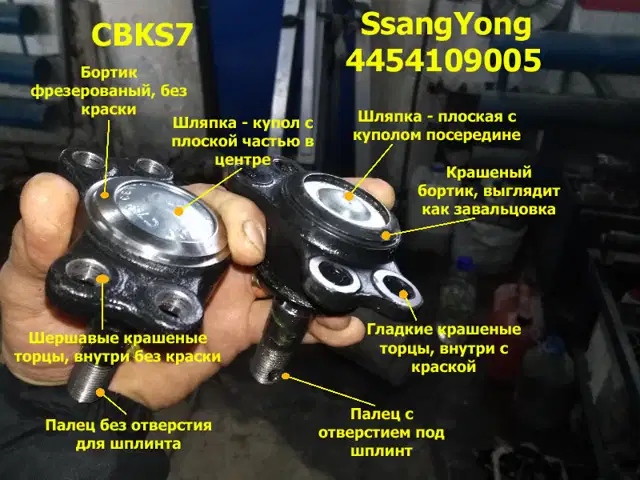 CBKS7
SsangYong
4454109005
Бортик
фрезерованый, без
краски
Шляпка - купол с
плоской частью в
центре
Шляпка - плоская с
куполом посередине
Крашеный
бортик, выглядит
как завальцовка
Шершавые крашеные
торцы, внутри без краски
Гладкие крашеные
торцы, внутри с
краской
Палец без отверстия
для шплинта
Палец с
отверстием под
шплинт